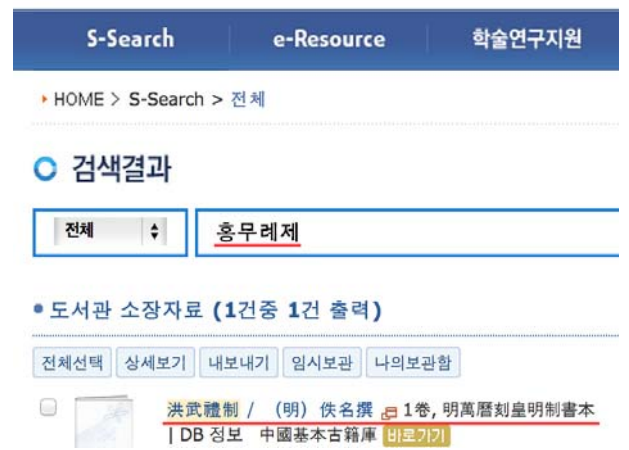 S-Search e-Resource 학술연구지원
HOME > S-Search > 전체
검색결과
전체 홍무례제
도서관 소장자료 (1건중 1건 출력)
전체선택 상세보기 내보내기 임시보관 나의보관함
洪武禮制 / (明) 佚名撰 1卷, 明萬曆刻皇明制書本
| DB 정보 中國基本古籍庫 바로가기